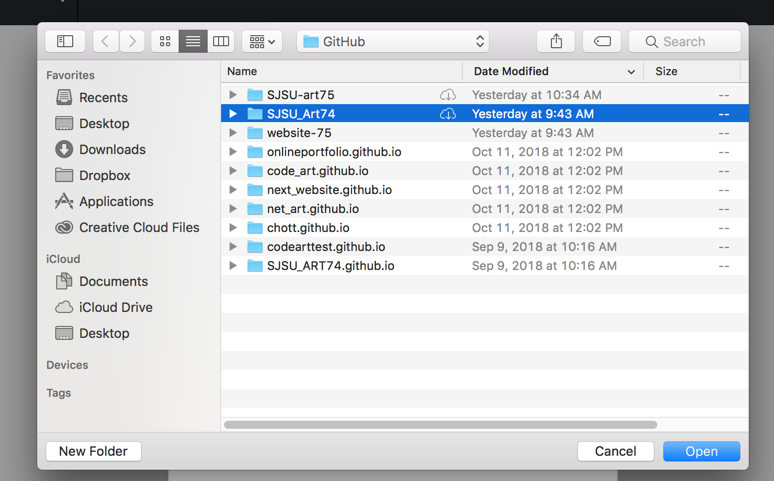 GitHub
Search
Favorites
Recents
Desktop
Downloads
Dropbox
Applications
Creative Cloud Files
iCloud
Documents
iCloud Drive
Desktop
Devices
Tags
Name Date Modified Size
SJSU-art75 Yesterday at 10:34 AM --
SJSU_Art74 Yesterday at 9:43 AM --
website-75 Yesterday at 9:43 AM --
onlineportfolio.github.io Oct 11, 2018 at 12:02 PM --
code_art.github.io Oct 11, 2018 at 12:02 PM --
next_website.github.io Oct 11, 2018 at 12:02 PM --
net_art.github.io Oct 11, 2018 at 12:02 PM --
chott.github.io Oct 11, 2018 at 12:02 PM --
codearttest.github.io Sep 9, 2018 at 10:16 AM --
SJSU_ART74.github.io Sep 9, 2018 at 10:16 AM --
New Folder
Cancel
Open